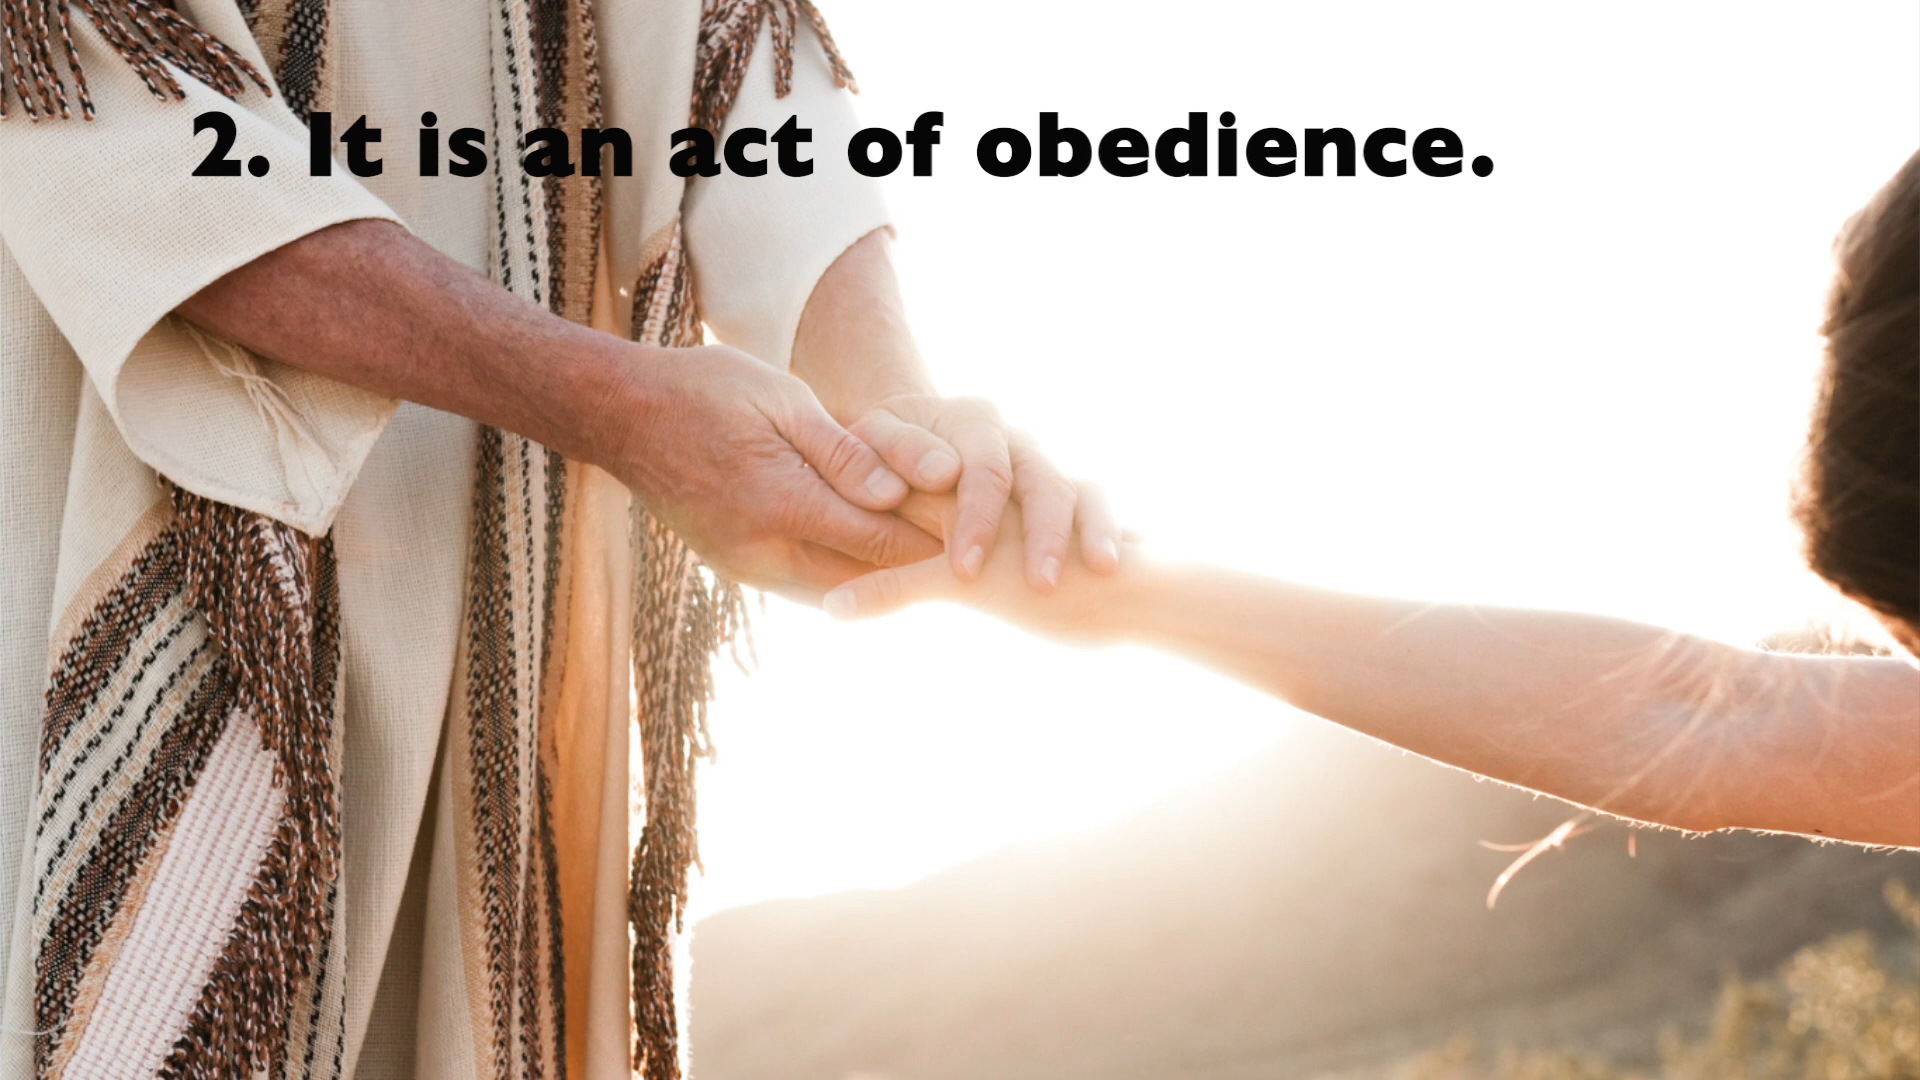 2. It is an act of obedience.